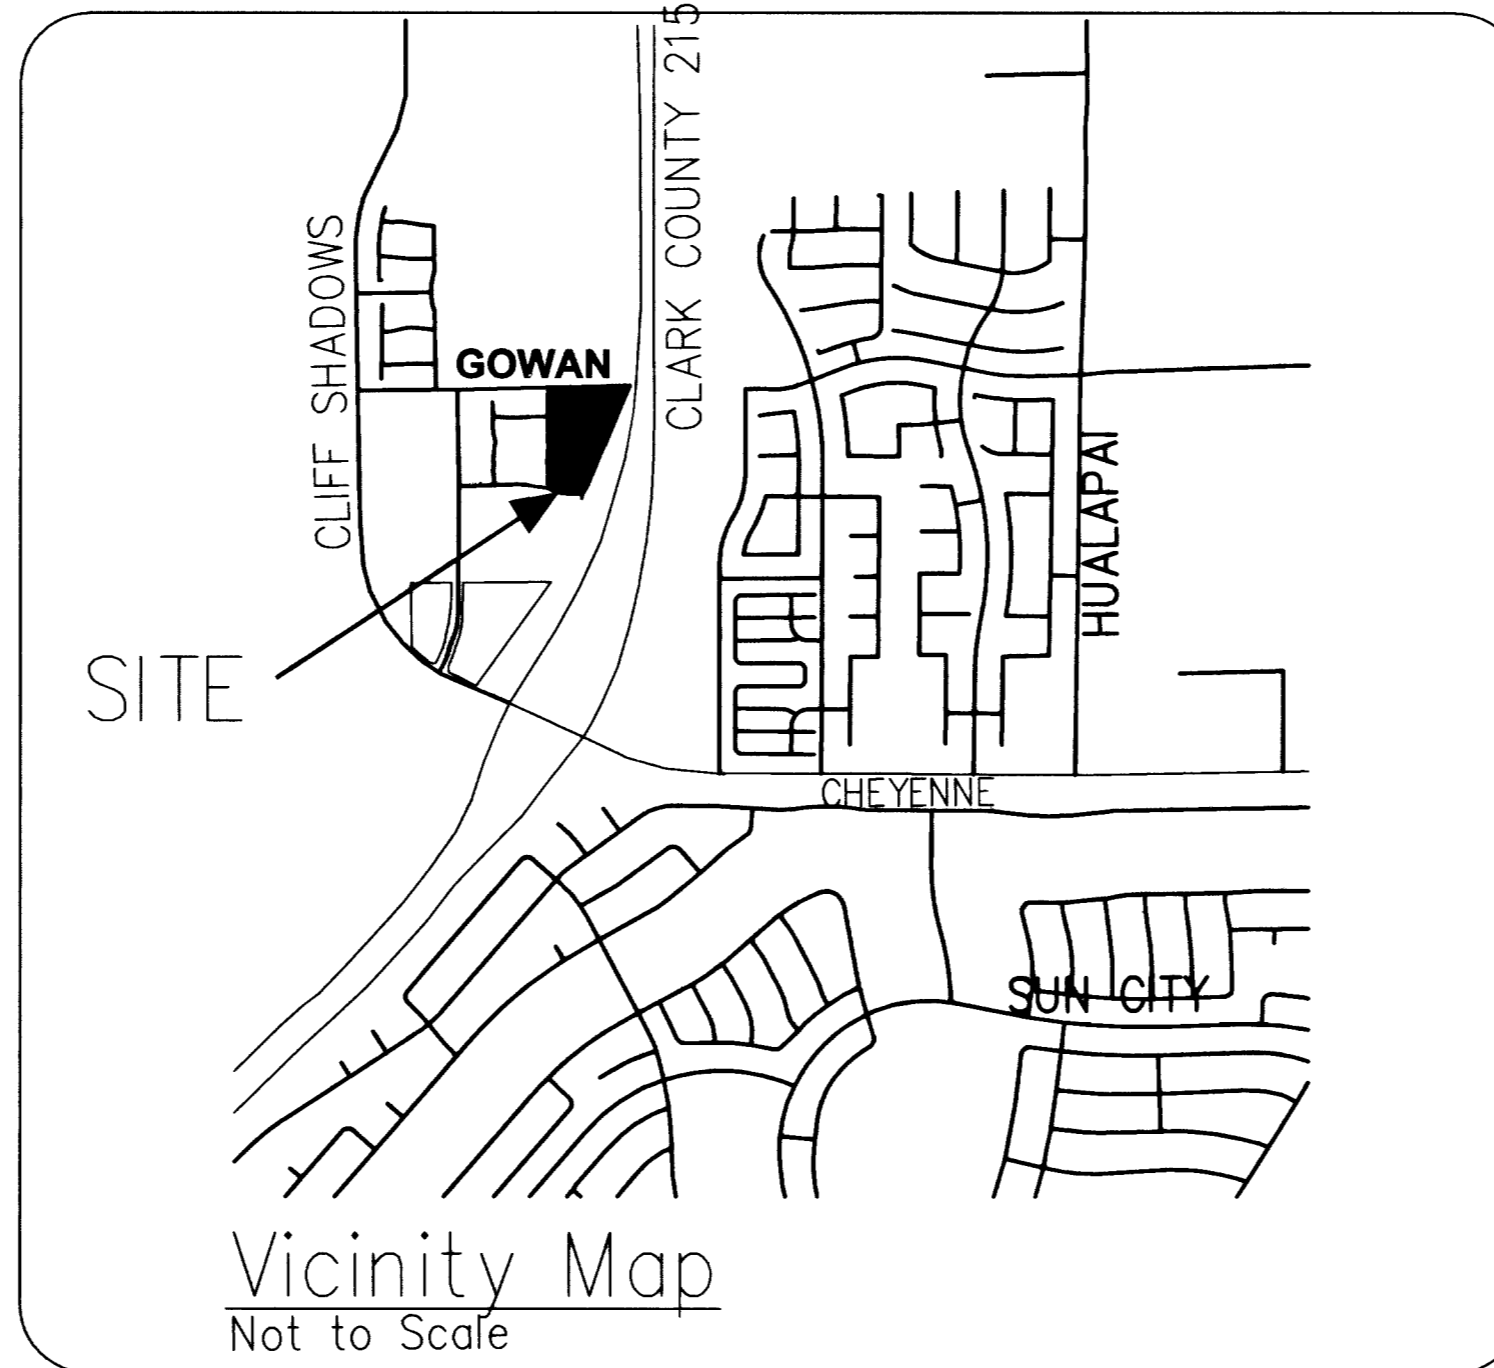 CLARK COUNTY 215
CLIFF SHADOWS
GOWAN
HUALAPAI
SITE
CHEYENNE
SUN CITY
Vicinity Map
Not to Scale